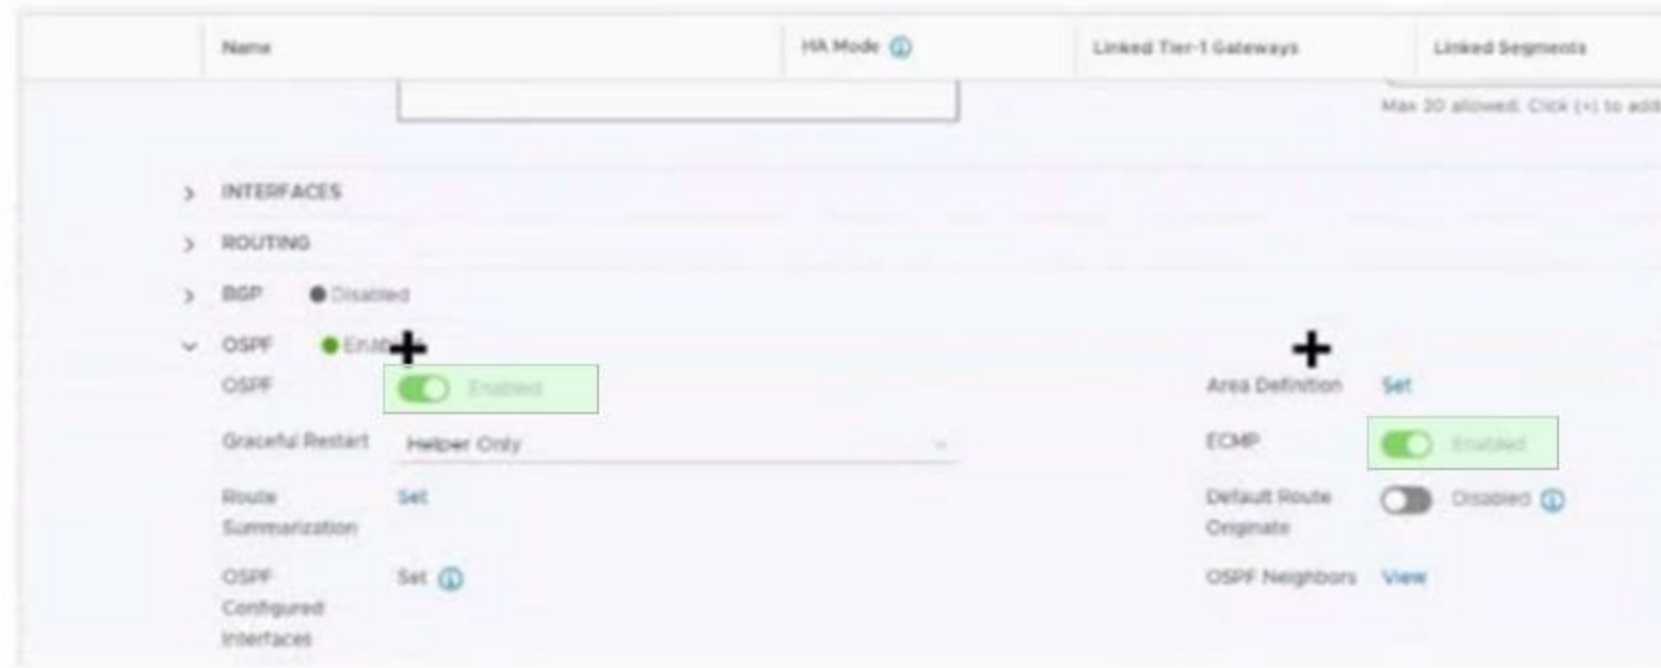 Name HA Mode Linked Tier-1 Gateways Linked Segments
Max 20 allowed. Click (+) to add
INTERFACES
ROUTING
BGP Disabled
OSPF
OSPF Enabled Area Definition Set
Graceful Restart Helper Only ECMP Enabled
Route Summarization Set Default Route Originate Disabled
OSPF Configured Interfaces Set OSPF Neighbors View